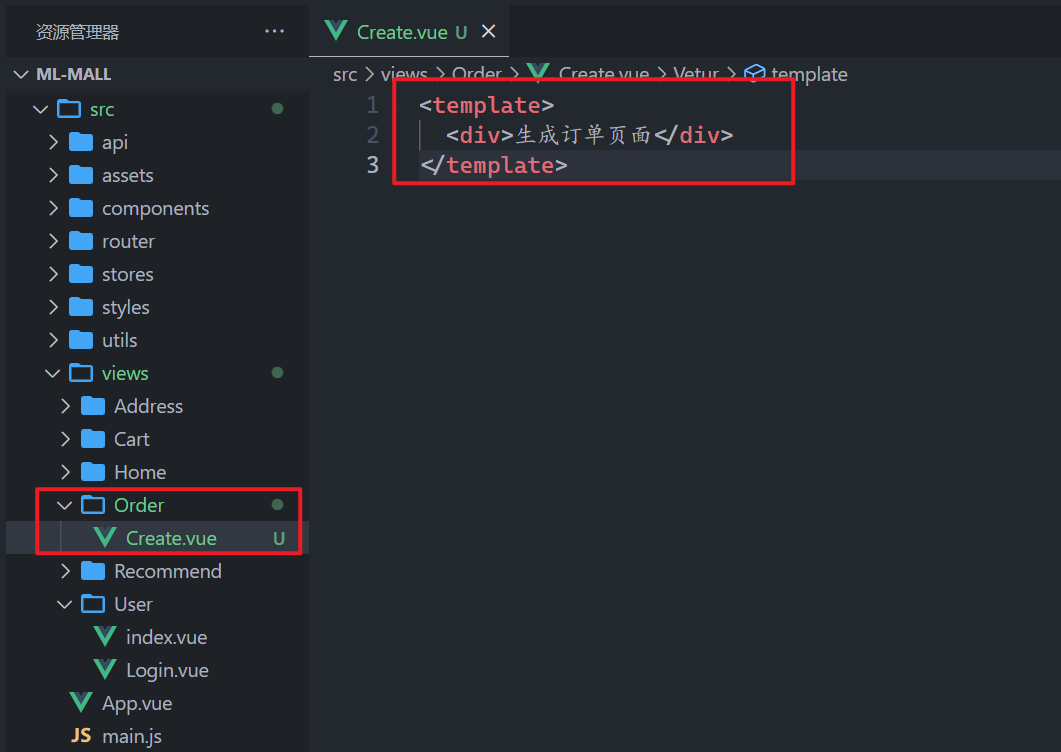 资源管理器 ···
ML-MALL
src
api
assets
components
router
stores
styles
utils
views
Address
Cart
Home
Order
Create.vue U
Recommend
User
index.vue
Login.vue
App.vue
JS main.js
Create.vue U ×
src > views > Order > Create.vue > Vetur > template
1 <template>
2 <div>生成订单页面</div>
3 </template>